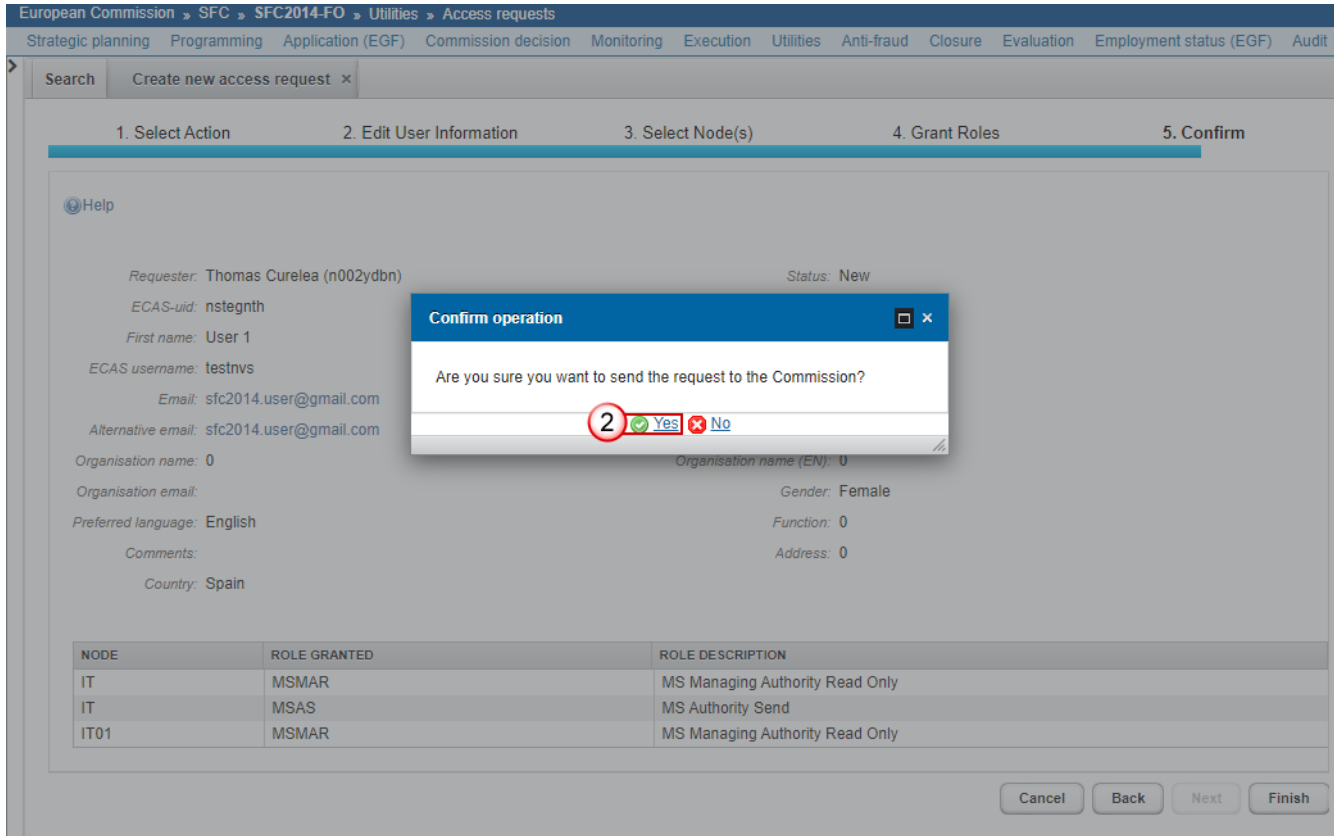 European Commission » SFC » SFC2014-FO » Utilities » Access requests
Strategic planning Programming Application (EGF) Commission decision Monitoring Execution Utilities Anti-fraud Closure Evaluation Employment status (EGF) Audit
Search Create new access request ×
1. Select Action 2. Edit User Information 3. Select Node(s) 4. Grant Roles 5. Confirm
Help
Requester: Thomas Curelea (n002ydbn) Status: New
ECAS-uid: nstegnth
First name: User 1
ECAS username: testnvs
Email: sfc2014.user@gmail.com
Alternative email: sfc2014.user@gmail.com
Organisation name: 0 Organisation name (EN): 0
Organisation email: Gender: Female
Preferred language: English Function: 0
Comments: Address: 0
Country: Spain
Confirm operation ×
Are you sure you want to send the request to the Commission?
2 Yes No
NODE ROLE GRANTED ROLE DESCRIPTION
IT MSMAR MS Managing Authority Read Only
IT MSAS MS Authority Send
IT01 MSMAR MS Managing Authority Read Only
Cancel Back Next Finish